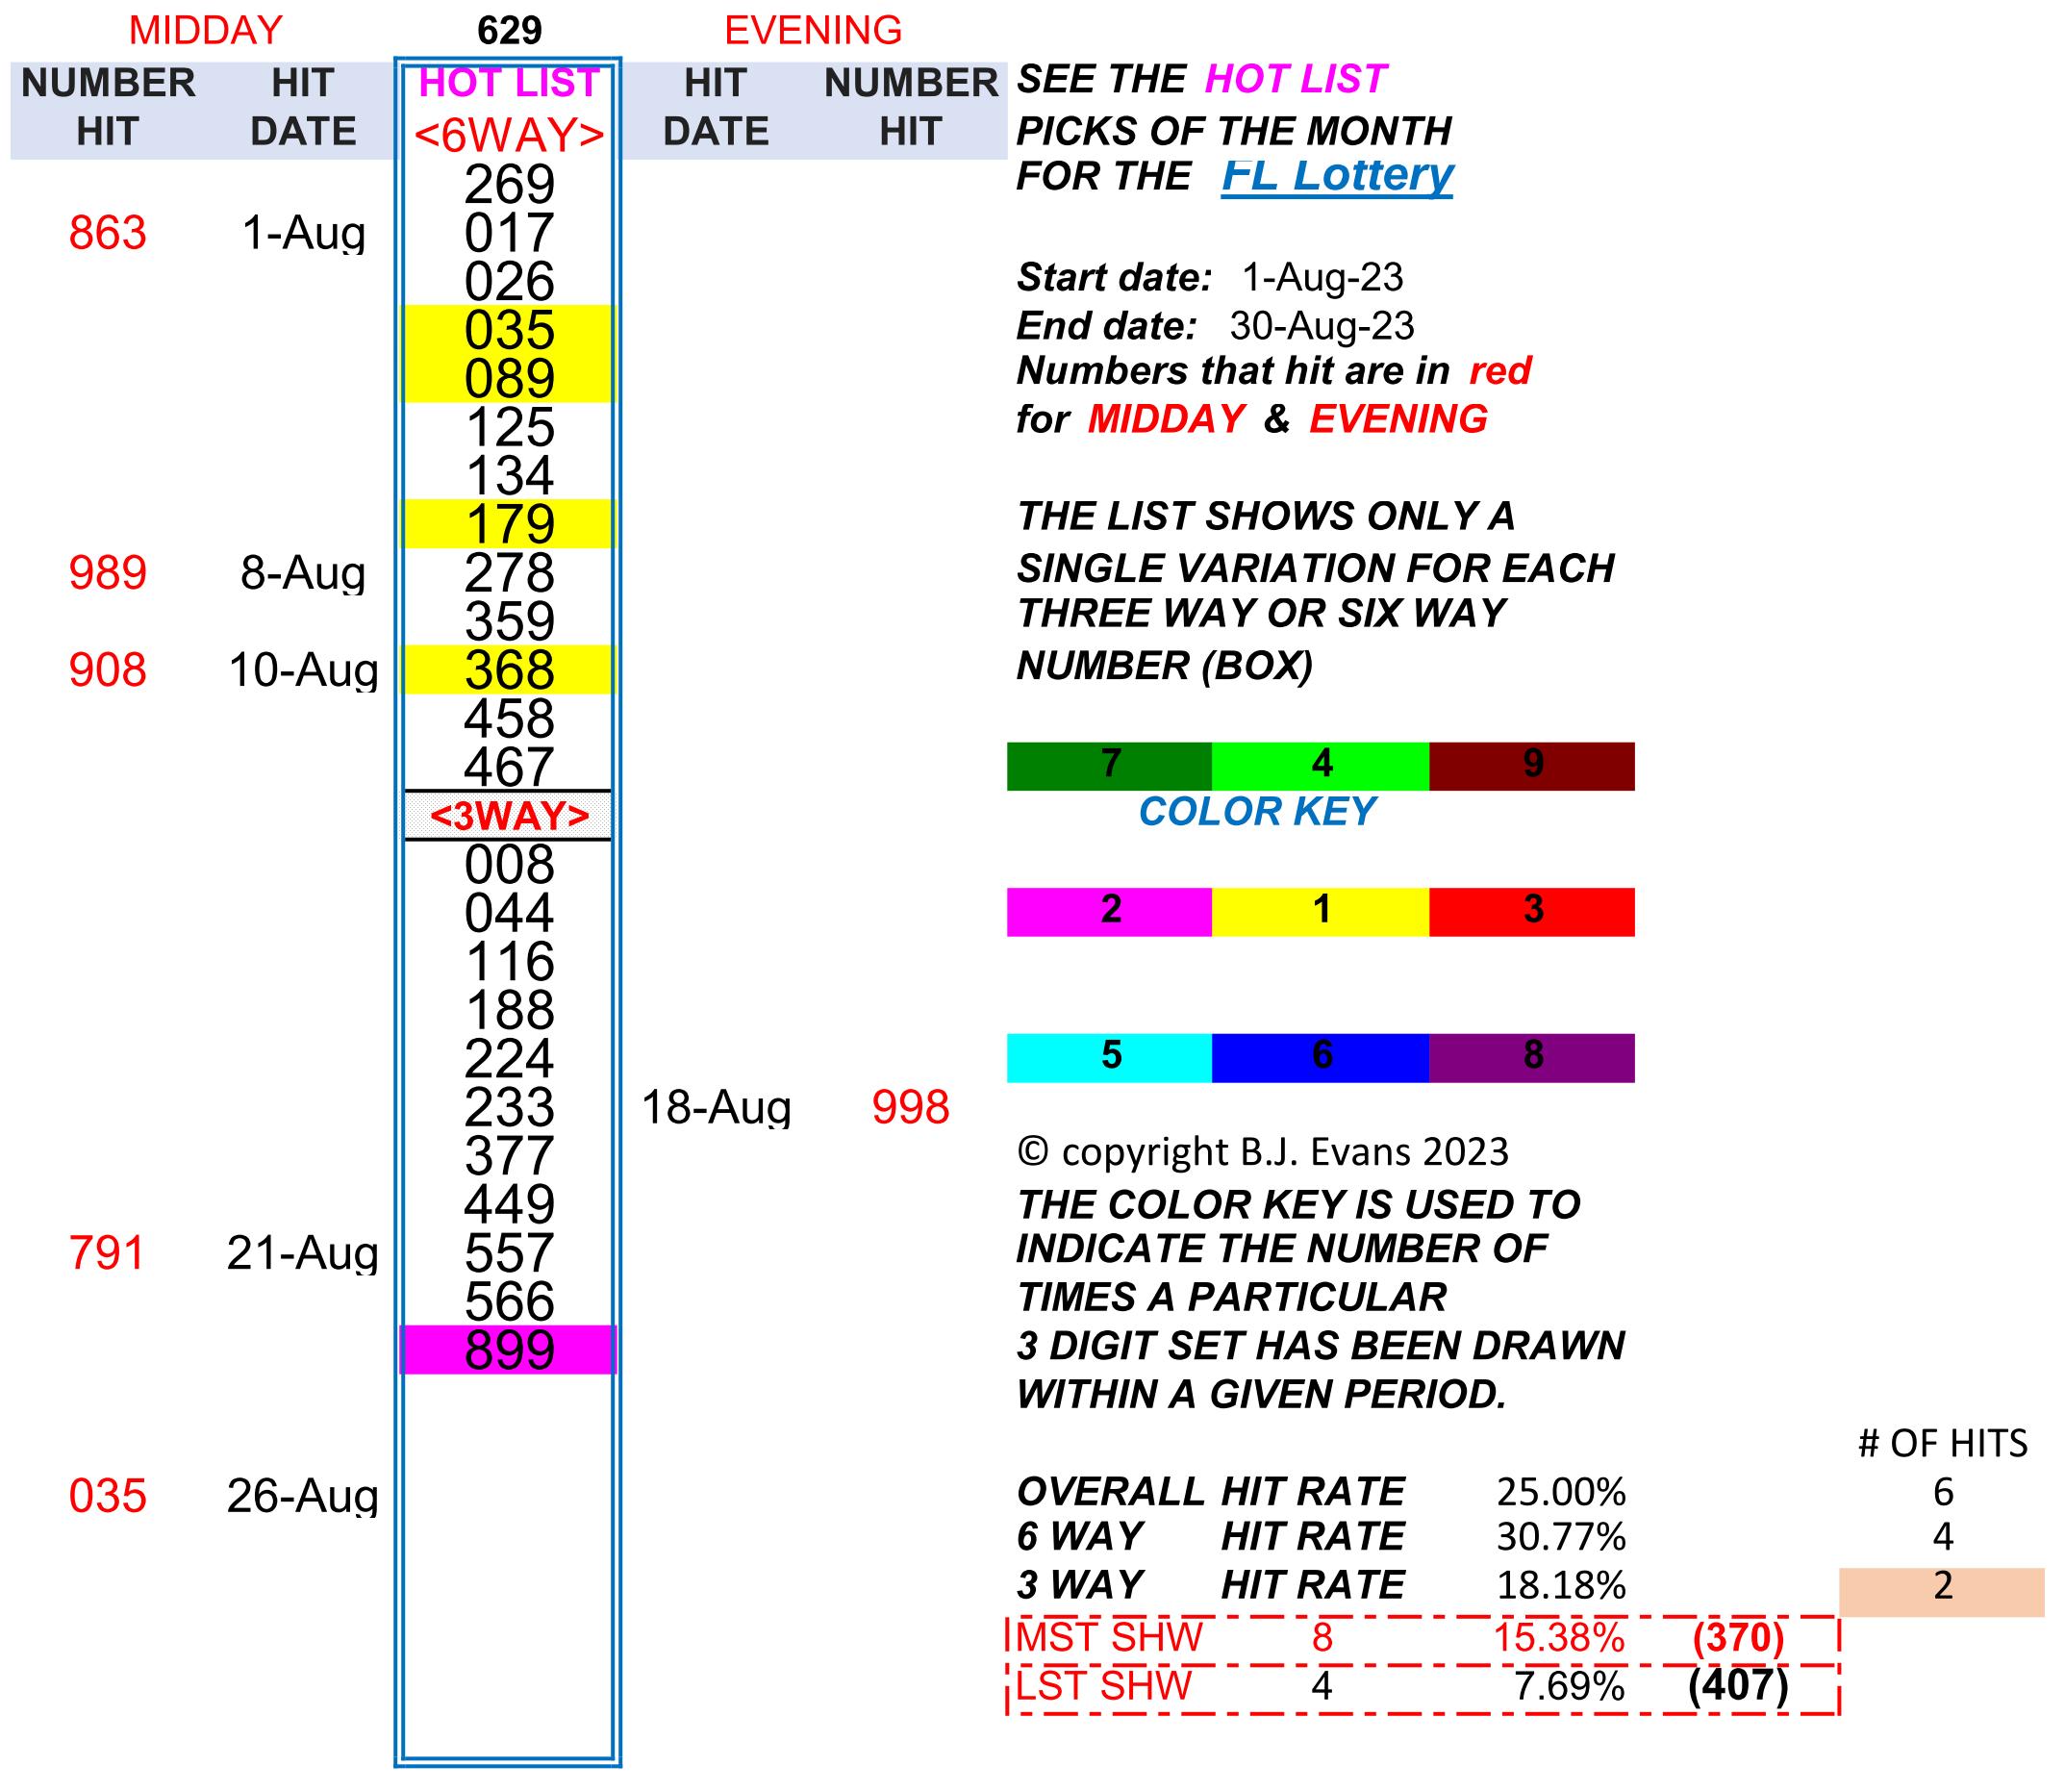 MIDDAY 629 EVENING
NUMBER HIT HOT LIST HIT NUMBER SEE THE HOT LIST
HIT DATE <6WAY> DATE HIT PICKS OF THE MONTH
269 FOR THE FL Lottery
863 1-Aug 017
026 Start date: 1-Aug-23
035 End date: 30-Aug-23
089 Numbers that hit are in red
125 for MIDDAY & EVENING
134
179 THE LIST SHOWS ONLY A
989 8-Aug 278 SINGLE VARIATION FOR EACH
359 THREE WAY OR SIX WAY
908 10-Aug 368 NUMBER (BOX)
458
467 7 4 9
<3WAY> COLOR KEY
008
044 2 1 3
116
188
224 5 6 8
233 18-Aug 998
377 © copyright B.J. Evans 2023
449 THE COLOR KEY IS USED TO
791 21-Aug 557 INDICATE THE NUMBER OF
566 TIMES A PARTICULAR
899 3 DIGIT SET HAS BEEN DRAWN
WITHIN A GIVEN PERIOD.
# OF HITS
035 26-Aug OVERALL HIT RATE 25.00% 6
6 WAY HIT RATE 30.77% 4
3 WAY HIT RATE 18.18% 2
MST SHW 8 15.38% (370)
LST SHW 4 7.69% (407)